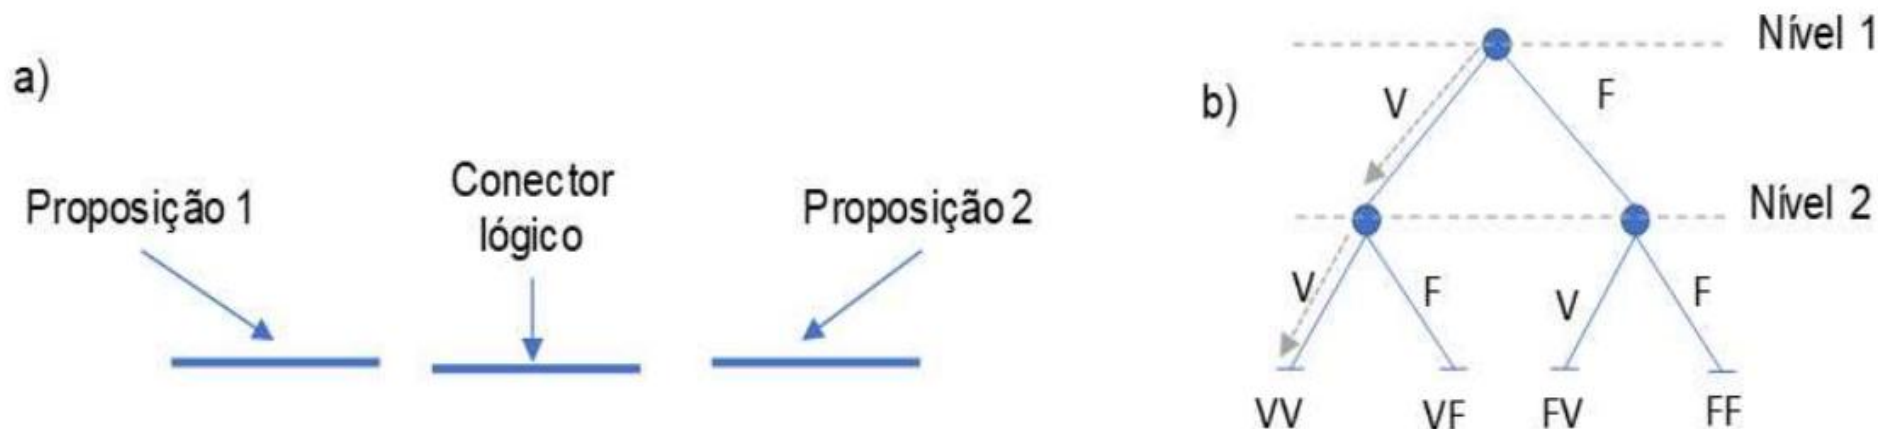 a)
Proposição 1
Conector
lógico
Proposição 2
b)
Nível 1
V
F
Nível 2
V
F
V
F
VV
VF
FV
FF